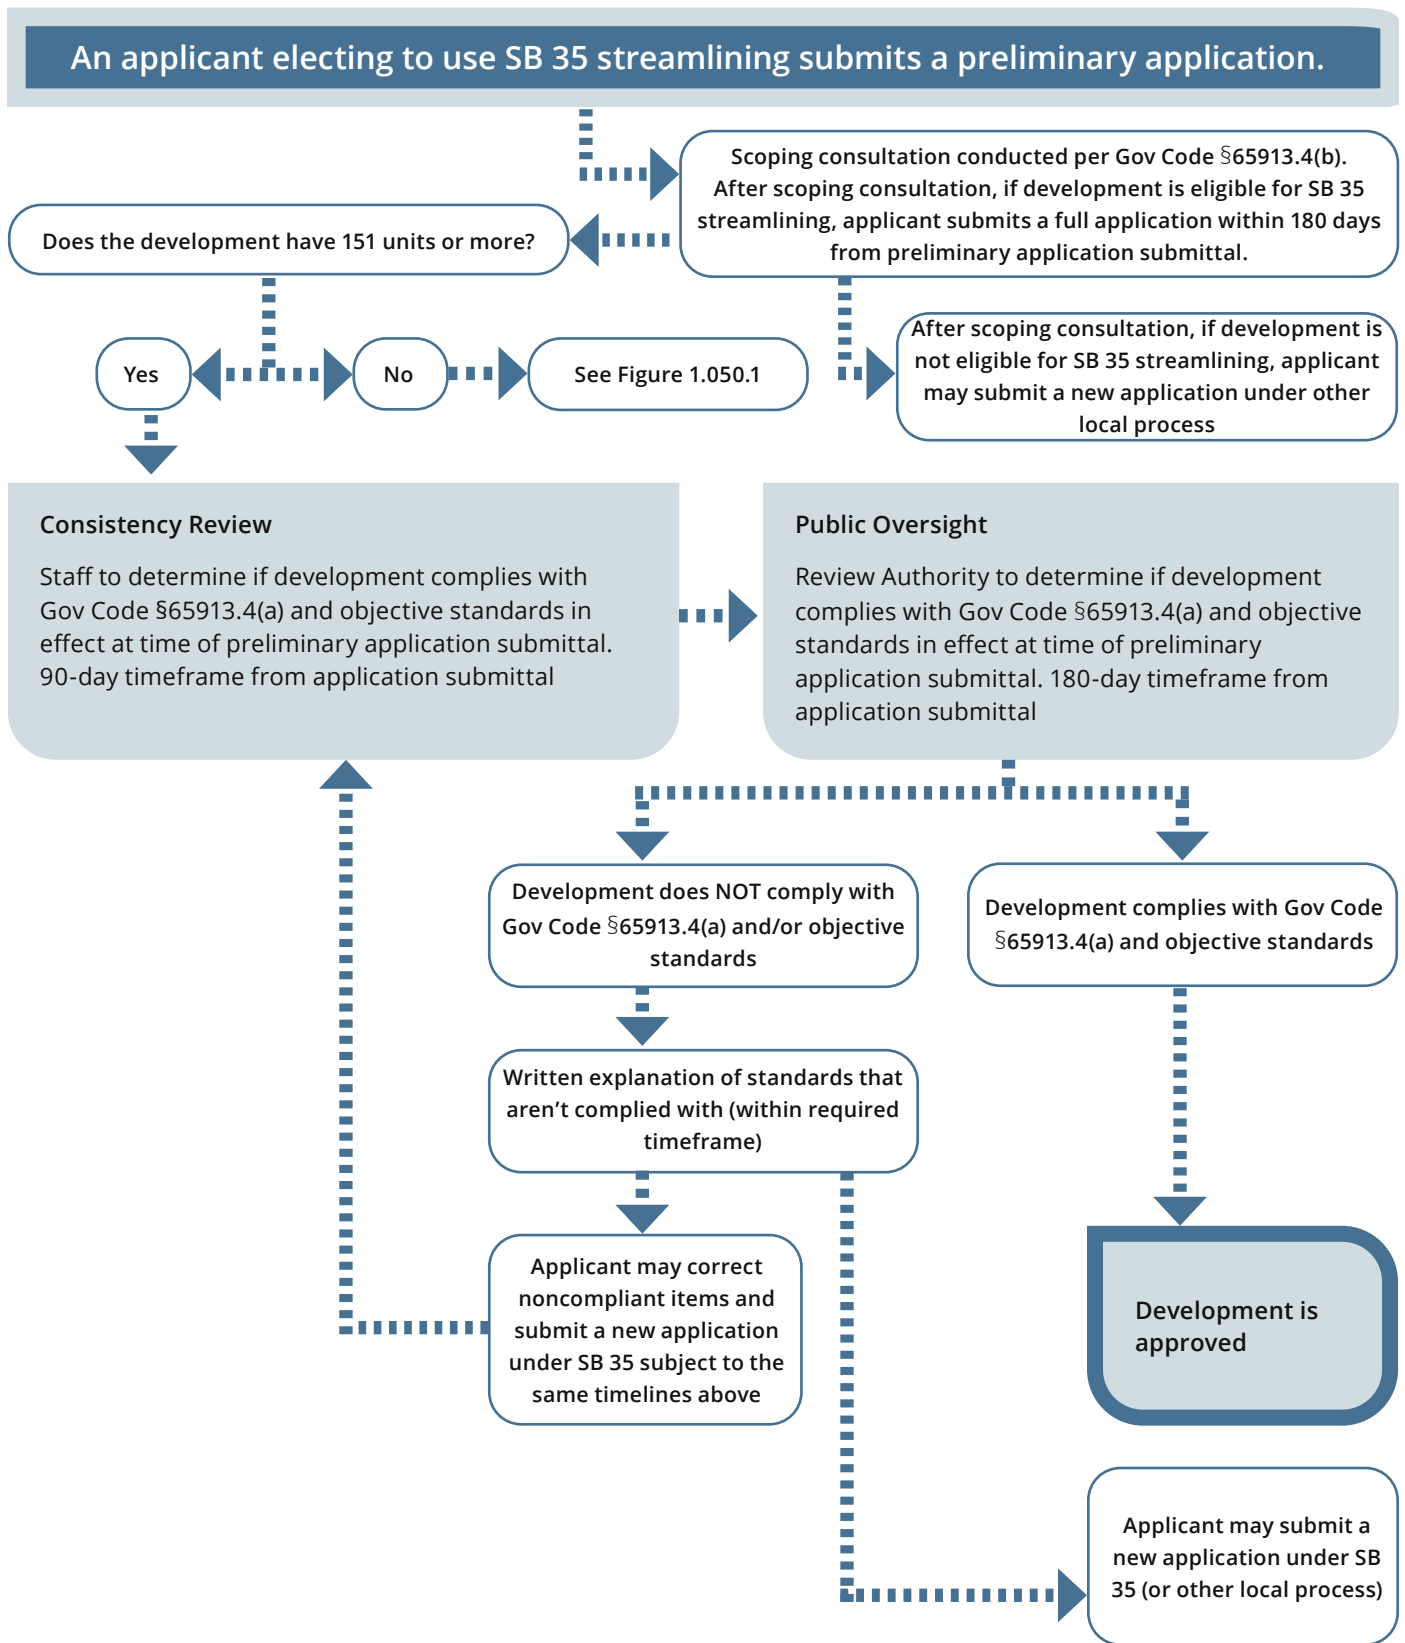 An applicant electing to use SB 35 streamlining submits a preliminary application.
Scoping consultation conducted per Gov Code §65913.4(b).
After scoping consultation, if development is eligible for SB 35
streamlining, applicant submits a full application within 180 days
from preliminary application submittal.
Does the development have 151 units or more?
After scoping consultation, if development is
not eligible for SB 35 streamlining, applicant
may submit a new application under other
local process
Yes
No
See Figure 1.050.1
Consistency Review
Staff to determine if development complies with
Gov Code §65913.4(a) and objective standards in
effect at time of preliminary application submittal.
90-day timeframe from application submittal
Public Oversight
Review Authority to determine if development
complies with Gov Code §65913.4(a) and objective
standards in effect at time of preliminary
application submittal. 180-day timeframe from
application submittal
Development does NOT comply with
Gov Code §65913.4(a) and/or objective
standards
Development complies with Gov Code
§65913.4(a) and objective standards
Written explanation of standards that
aren’t complied with (within required
timeframe)
Applicant may correct
noncompliant items and
submit a new application
under SB 35 subject to the
same timelines above
Development is
approved
Applicant may submit a
new application under SB
35 (or other local process)